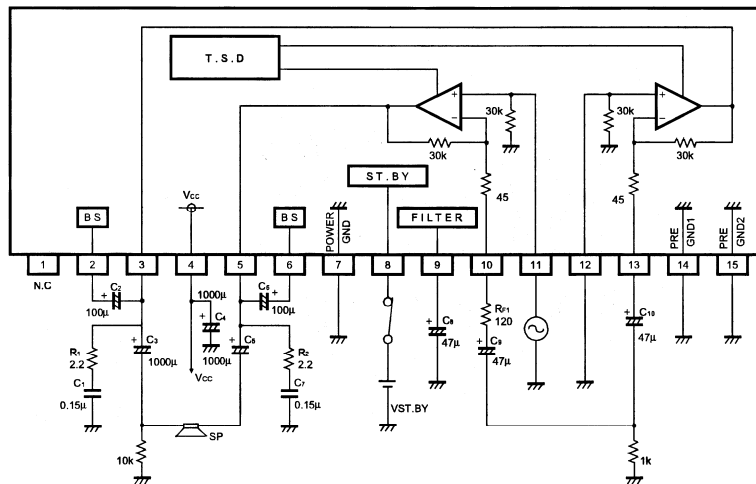 T.S.D
+
−
30k
30k
45
+
−
30k
30k
45
ST.BY
FILTER
BS
VCC
BS
POWER GND
PRE GND1
PRE GND2
1 2 3 4 5 6 7 8 9 10 11 12 13 14 15
N.C
C2
+
100μ
1000μ
+
C4
1000μ
C6 +
100μ
RF1
120
C10
+
47μ
R1
2.2
+
C3
1000μ
+
R2
2.2
+
C8
47μ
+
C9
47μ
C1
0.15μ
VCC
C7
0.15μ
VST.BY
SP
10k
1k